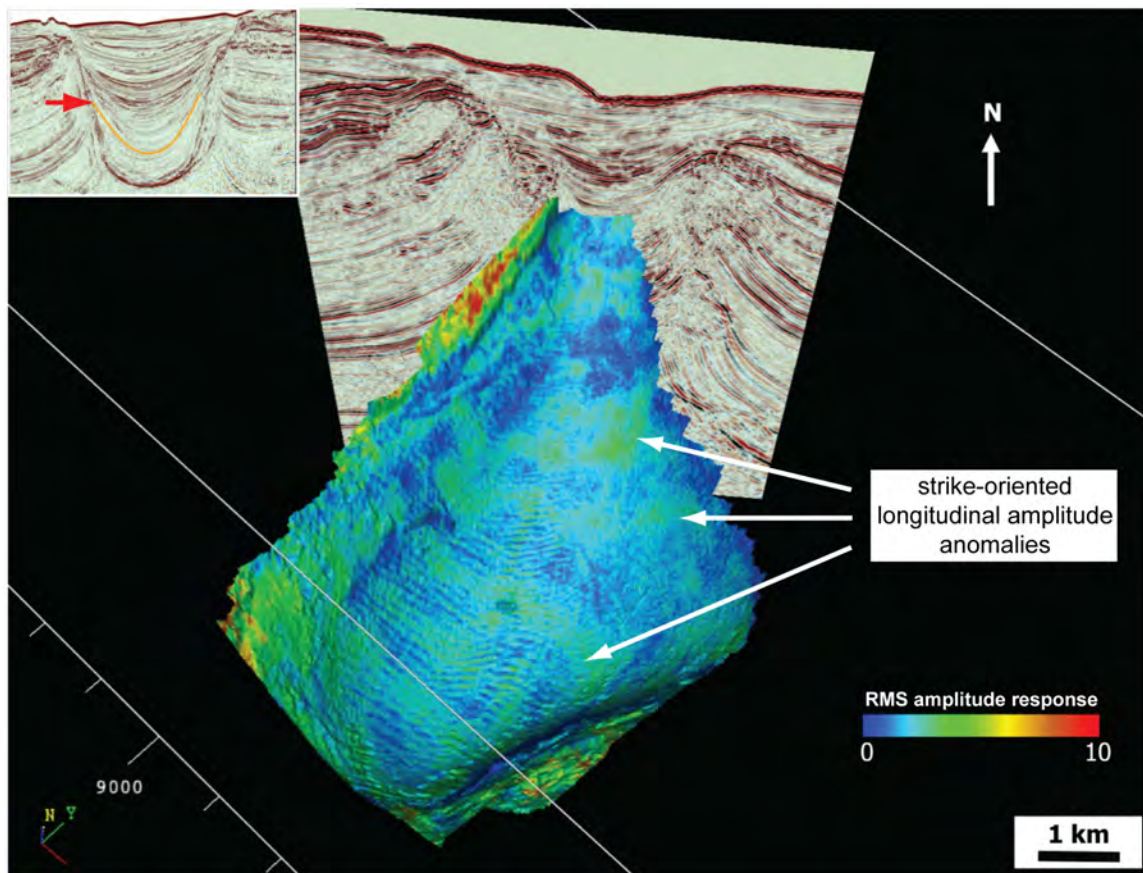 N
strike-oriented
longitudinal amplitude
anomalies
RMS amplitude response
0 10
9000
N Y
1 km